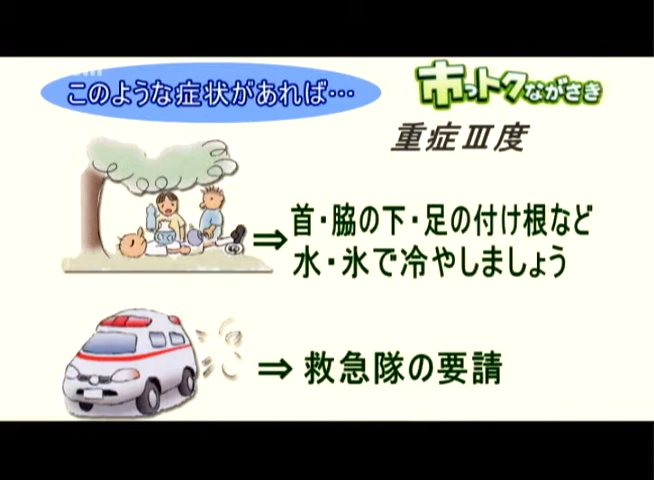 このような症状があれば…
市っトクながさき
重症Ⅲ度
⇒首・脇の下・足の付け根など
水・氷で冷やしましょう
⇒救急隊の要請